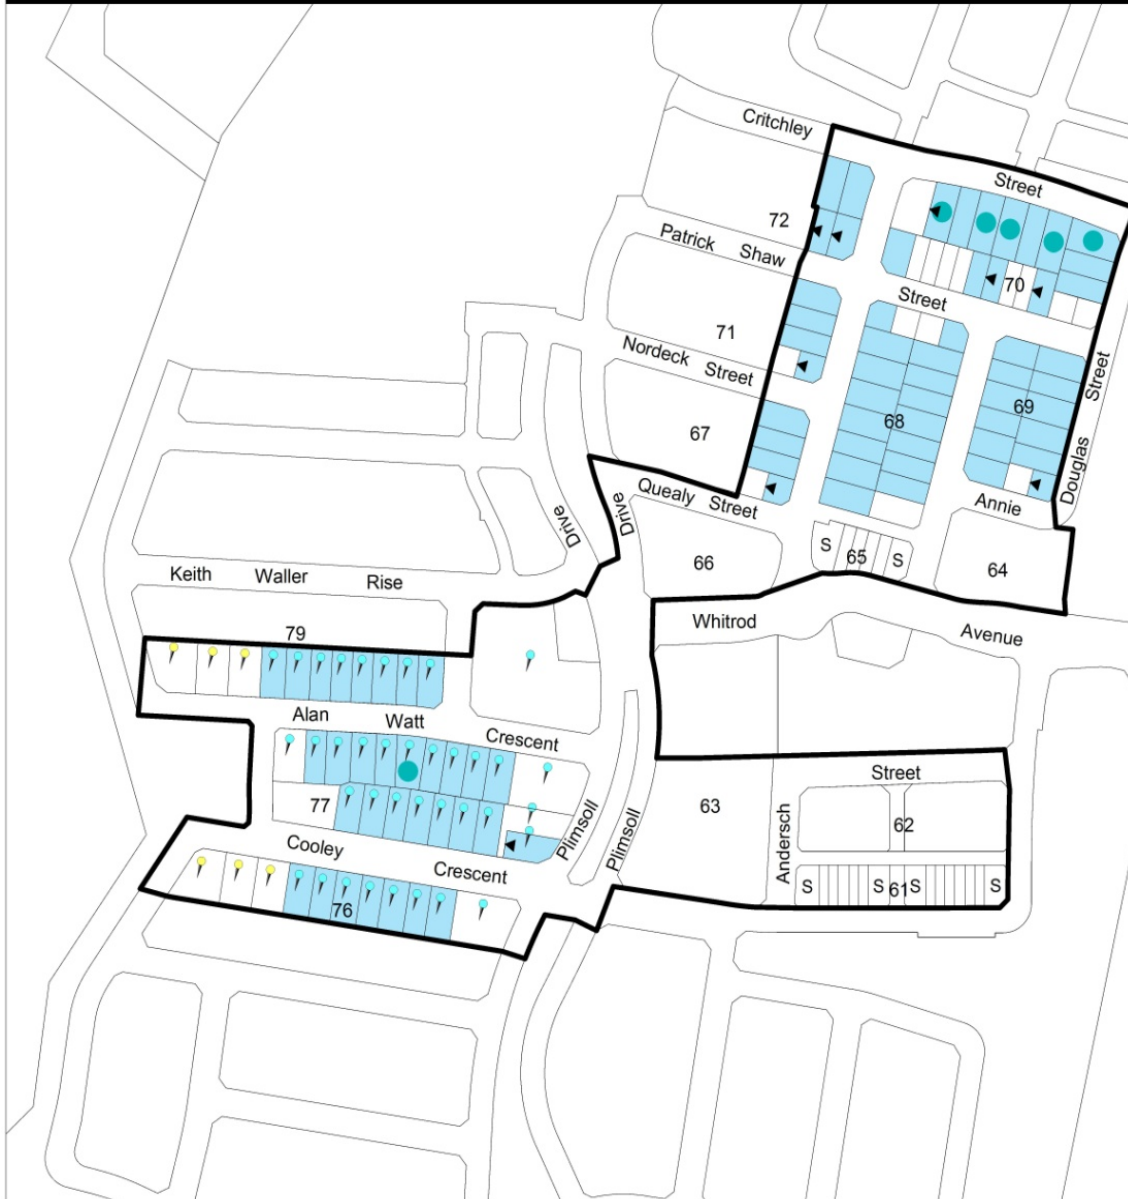 Critchley
Street
72
Patrick Shaw
Street
70
71
Nordeck Street
69
68
67
Street
Douglas
Quealy Street
Drive
Drive
Annie
S 65 S
66
64
Keith Waller Rise
Whitrod
Avenue
79
Alan Watt
Crescent
Street
77
63
62
Plimsoll
Plimsoll
Andersch
Cooley
Crescent
S S 61 S S
76